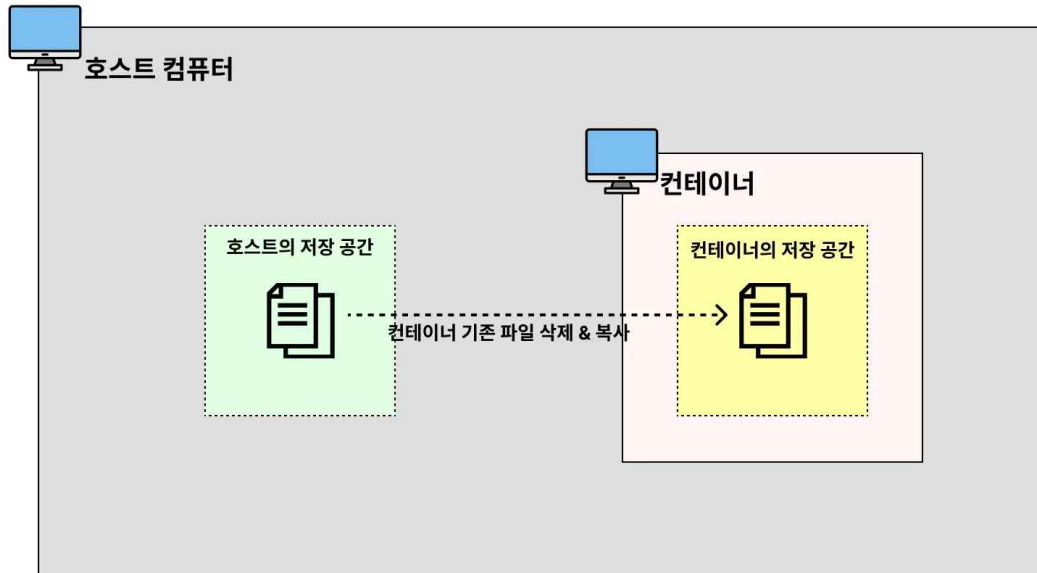 호스트 컴퓨터
컨테이너
호스트의 저장 공간
컨테이너의 저장 공간
컨테이너 기존 파일 삭제 & 복사